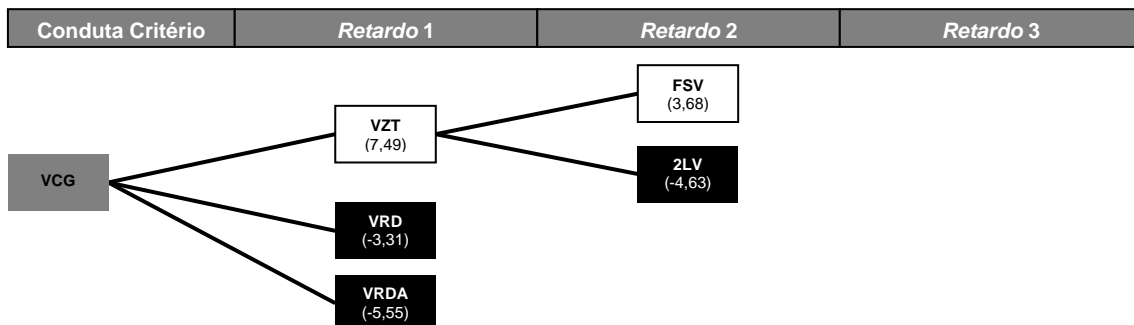 Conduta Critério
Retardo 1
Retardo 2
Retardo 3
FSV
(3,68)
VZT
(7,49)
2LV
(-4,63)
VCG
VRD
(-3,31)
VRDA
(-5,55)